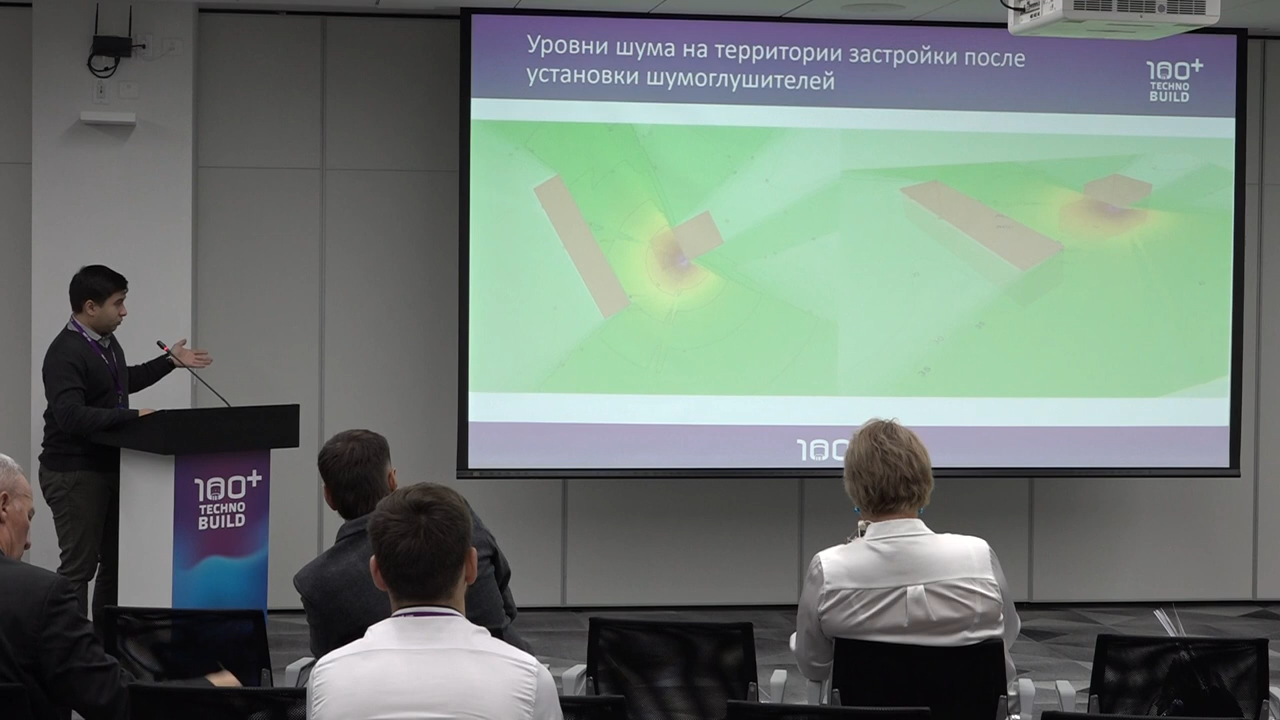 Уровни шума на территории застройки после
установки шумоглушителей
100+
TECHNO
BUILD
100
100+
TECHNO
BUILD